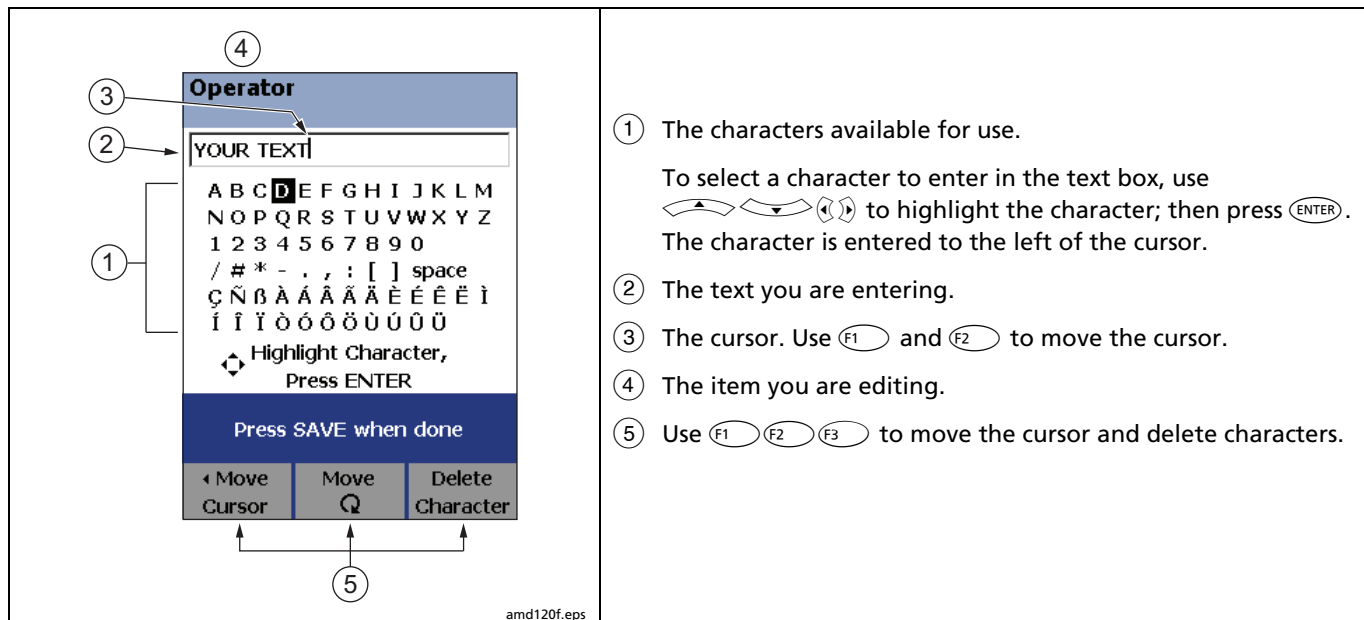 4
Operator
3
2
YOUR TEXT
A B C D E F G H I J K L M
N O P Q R S T U V W X Y Z
1 2 3 4 5 6 7 8 9 0
/ # * - . , : [ ] space
Ç Ñ ß À Á Â Ã Ä È É Ê Ë Ì
Í Î Ï Ò Ó Ô Ö Ù Ú Û Ü
1
Highlight Character,
Press ENTER
Press SAVE when done
Move Cursor
Move
Delete Character
5
amd120f.eps
1 The characters available for use.
To select a character to enter in the text box, use
to highlight the character; then press ENTER.
The character is entered to the left of the cursor.
2 The text you are entering.
3 The cursor. Use F1 and F2 to move the cursor.
4 The item you are editing.
5 Use F1 F2 F3 to move the cursor and delete characters.